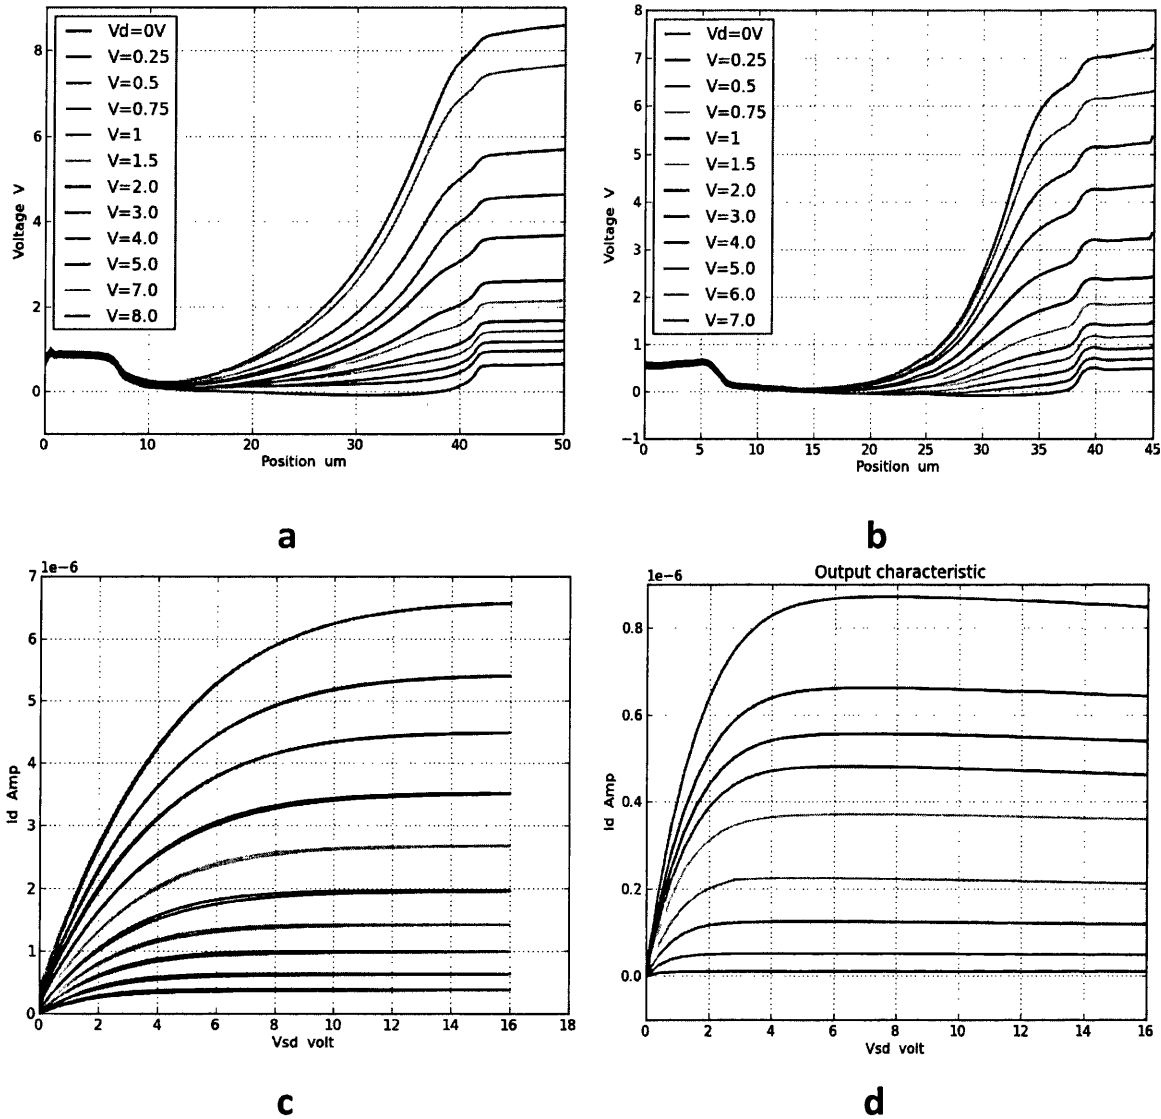 8
6
4
2
0
Voltage V
Vd=0V
V=0.25
V=0.5
V=0.75
V=1
V=1.5
V=2.0
V=3.0
V=4.0
V=5.0
V=7.0
V=8.0
0 10 20 30 40 50
Position um
a
8
7
6
5
4
3
2
1
0
−1
Voltage V
Vd=0V
V=0.25
V=0.5
V=0.75
V=1
V=1.5
V=2.0
V=3.0
V=4.0
V=5.0
V=6.0
V=7.0
0 5 10 15 20 25 30 35 40 45
Position um
b
1e-6
7
6
5
4
3
2
1
0
Id Amp
0 2 4 6 8 10 12 14 16 18
Vsd volt
c
Output characteristic
1e-6
0.8
0.6
0.4
0.2
0.0
Id Amp
0 2 4 6 8 10 12 14 16
Vsd volt
d